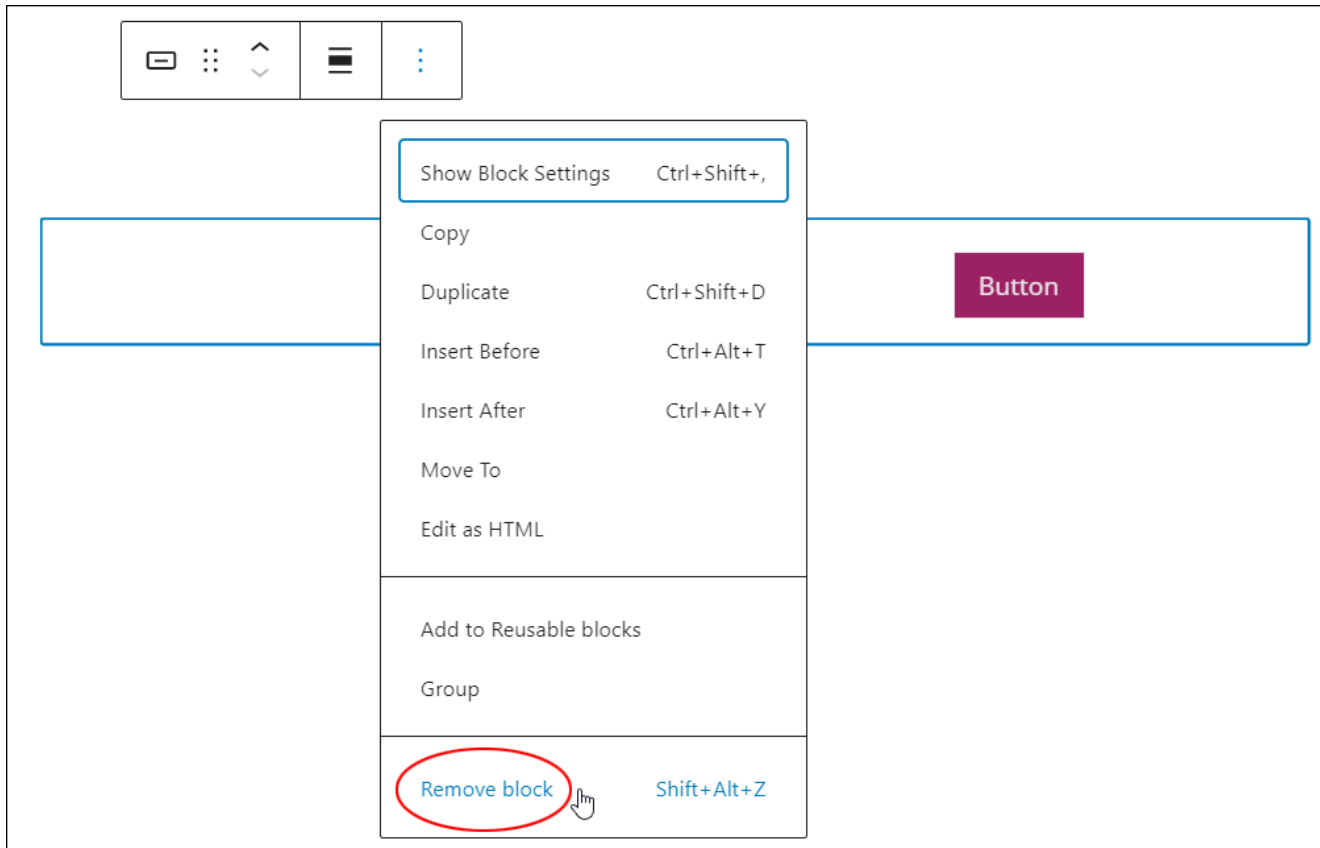 Show Block Settings Ctrl+Shift+,
Copy
Button
Duplicate Ctrl+Shift+D
Insert Before Ctrl+Alt+T
Insert After Ctrl+Alt+Y
Move To
Edit as HTML
Add to Reusable blocks
Group
Remove block Shift+Alt+Z